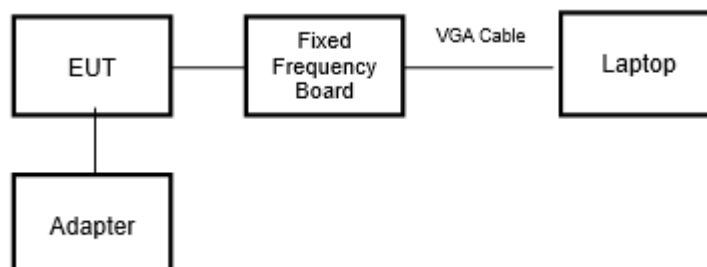 EUT
Fixed
Frequency
Board
VGA Cable
Laptop
Adapter